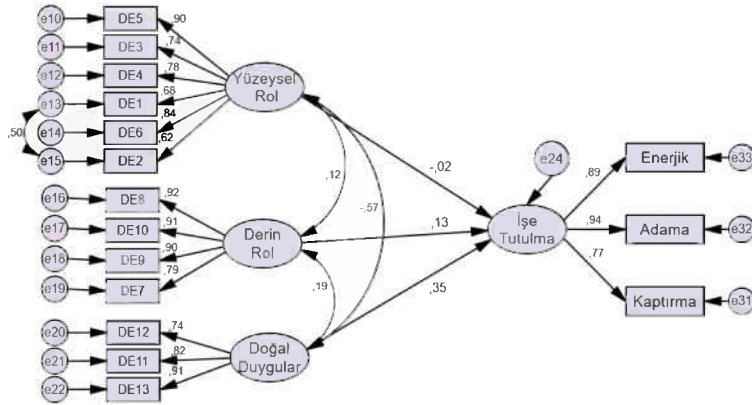 e10 DE5 ,90
e11 DE3 ,74
e12 DE4 ,78
e13 DE1 ,68
e14 DE6 ,84
e15 DE2 ,62
,50
Yüzeysel
Rol
e16 DE8 ,92
e17 DE10 ,91
e18 DE9 ,90
e19 DE7 ,79
Derin
Rol
e20 DE12 ,74
e21 DE11 ,82
e22 DE13 ,91
Doğal
Duygular
,12
-,57
,19
-,02
,13
,35
e24
İşe
Tutulma
,89 Enerjik e33
,94 Adama e32
,77 Kaptırma e31